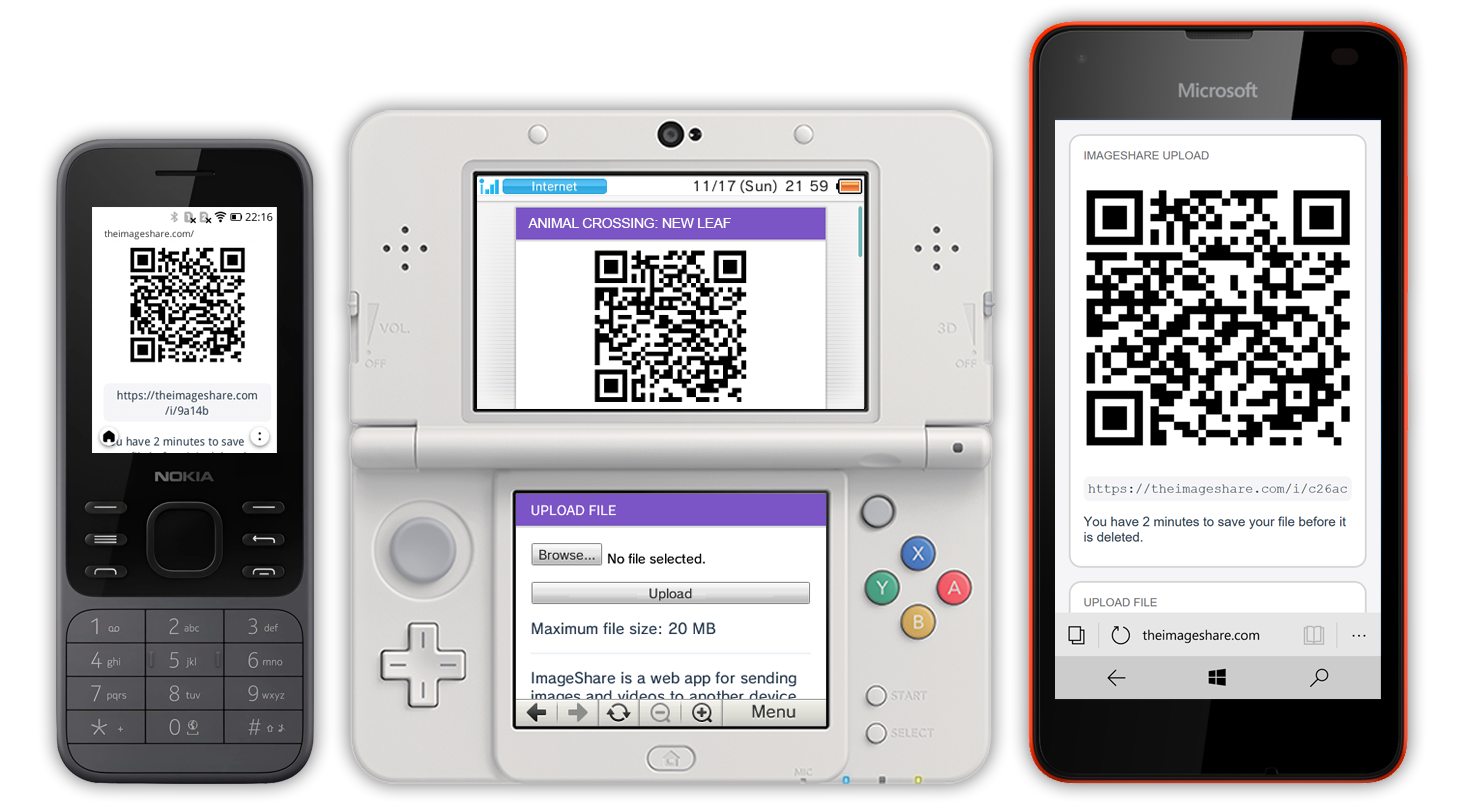 22:16
theimageshare.com/
https://theimageshare.com
/i/9a14b
u have 2 minutes to save
NOKIA
1
2 abc
3 def
4 ghi
5 jkl
6 mno
7 pqrs
8 tuv
9 wxyz
* +
0
#
Internet
11/17 (Sun) 21 59
ANIMAL CROSSING: NEW LEAF
VOL.
OFF
3D
OFF
UPLOAD FILE
Browse...
No file selected.
Upload
Maximum file size: 20 MB
ImageShare is a web app for sending
images and videos to another device
Menu
X
Y
A
B
START
SELECT
MIC
Microsoft
IMAGESHARE UPLOAD
https://theimageshare.com/i/c26ac
You have 2 minutes to save your file before it
is deleted.
UPLOAD FILE
theimageshare.com
...